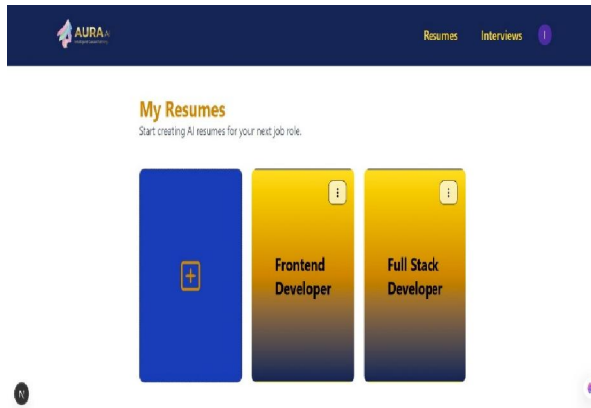 AURA AI
Resumes
Interviews
I
My Resumes
Start creating AI resumes for your next job role.
Frontend
Developer
Full Stack
Developer
N